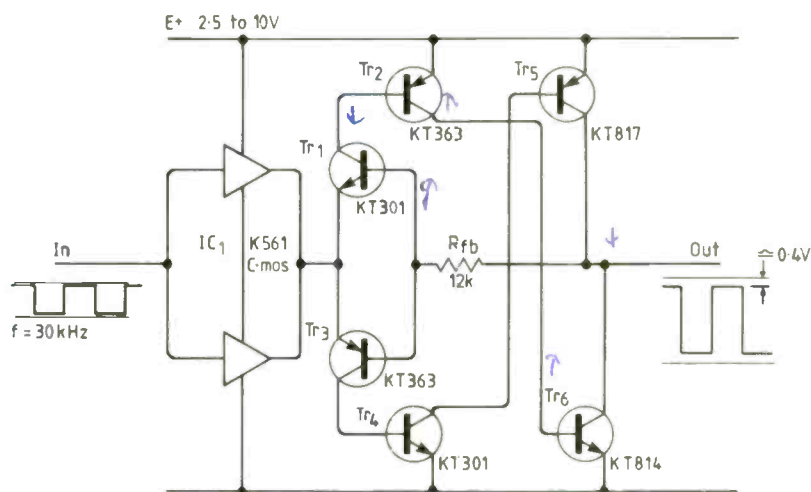 E+ 2·5 to 10V
Tr2
Tr5
KT363
KT817
Tr1
KT301
In
IC1
K561
C-mos
Rfb
12k
Out
≃0·4V
f = 30kHz
Tr3
KT363
Tr4
KT301
Tr6
KT814